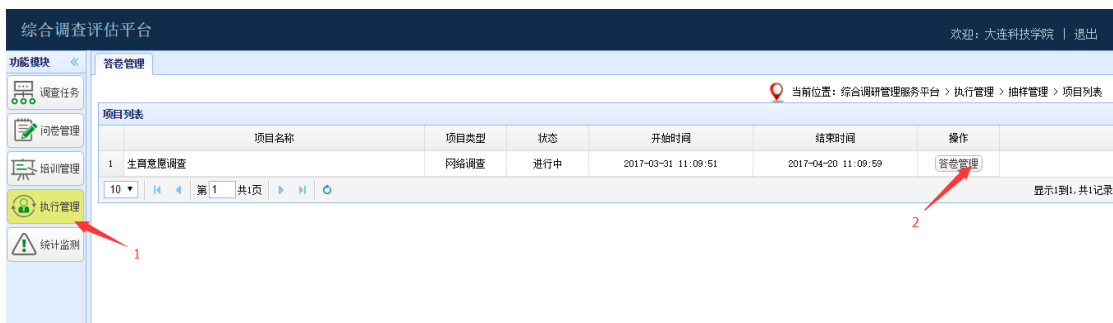 综合调查评估平台
欢迎：大连科技学院 | 退出
功能模块 «
答卷管理
调查任务
当前位置：综合调研管理服务平台 > 执行管理 > 抽样管理 > 项目列表
项目列表
问卷管理
项目名称 项目类型 状态 开始时间 结束时间 操作
1 生育意愿调查 网络调查 进行中 2017-03-31 11:09:51 2017-04-20 11:09:59 答卷管理
培训管理
10 第 1 共1页 显示1到1,共1记录
执行管理
2
统计监测
1